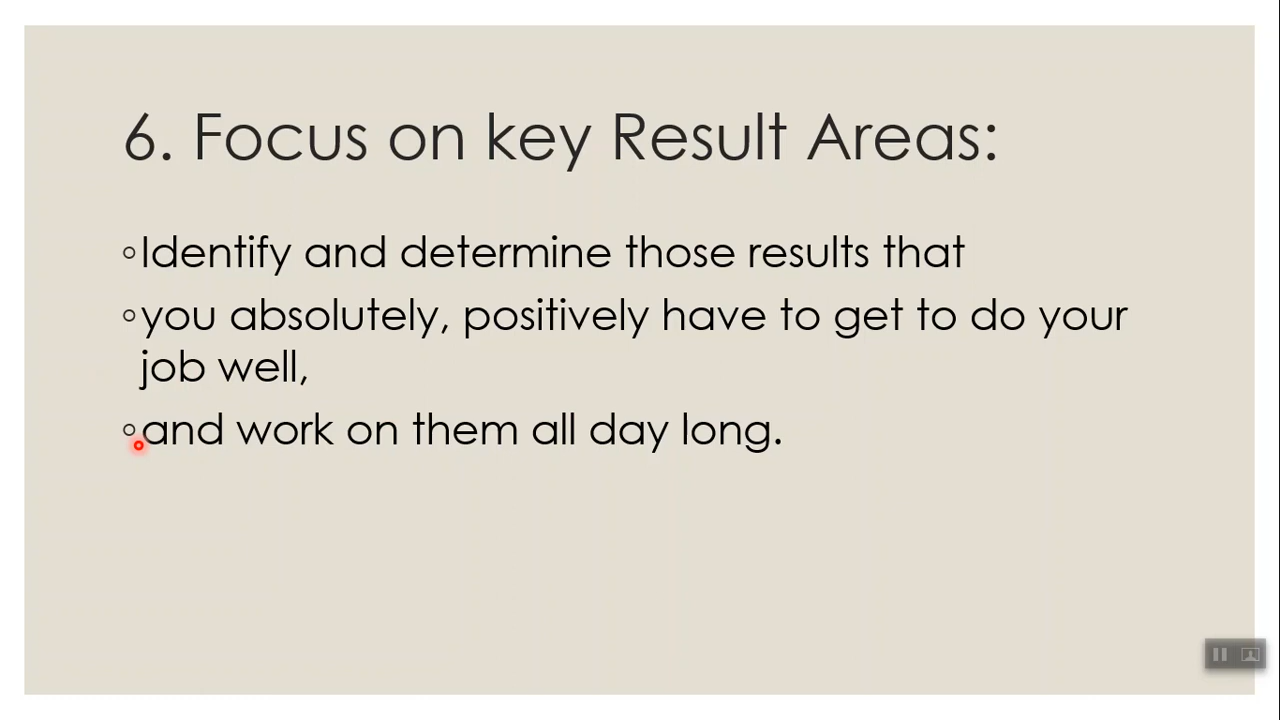 6. Focus on key Result Areas:
◦Identify and determine those results that
◦you absolutely, positively have to get to do your
job well,
◦and work on them all day long.